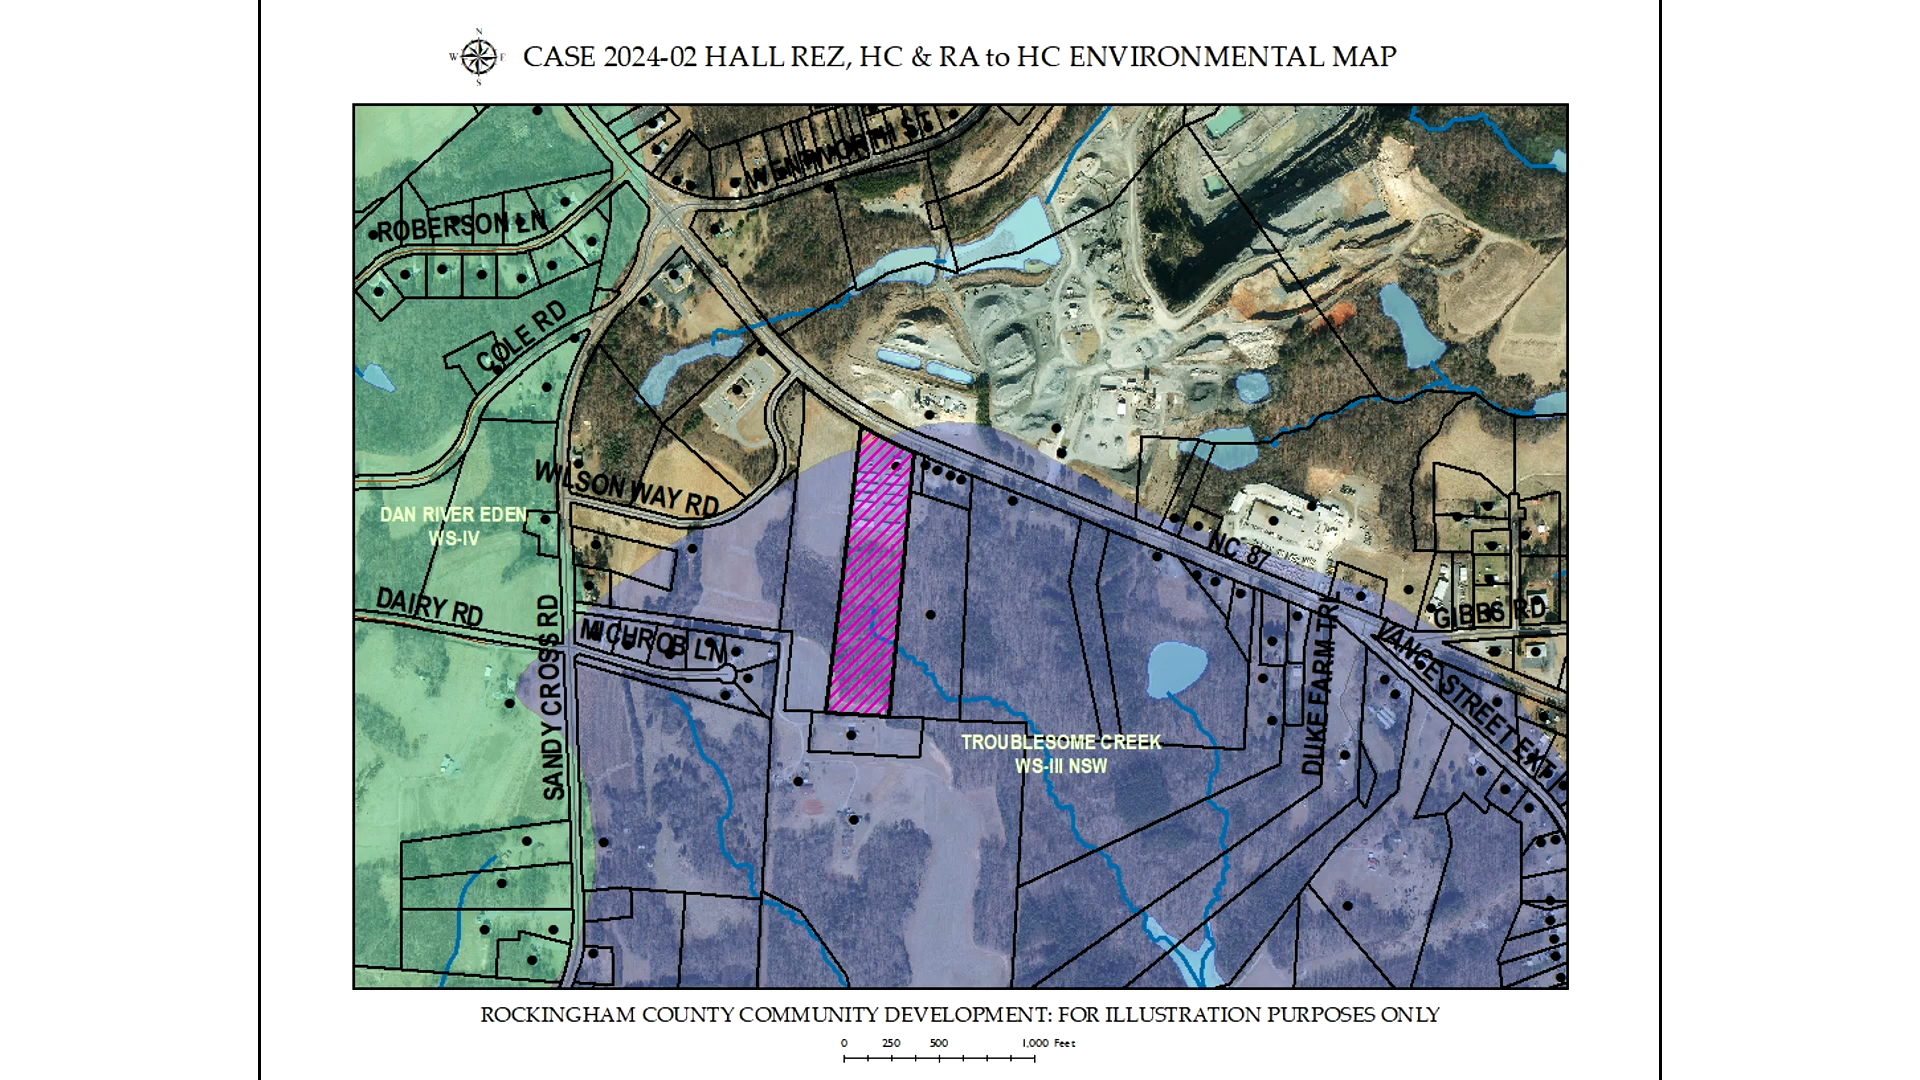 N
W E
S
CASE 2024-02 HALL REZ, HC & RA to HC ENVIRONMENTAL MAP
WENTWORTH ST
ROBERSON LN
COLE RD
WILSON WAY RD
DAN RIVER EDEN
WS-IV
NC 87
DAIRY RD
SANDY CROSS RD
MICHROB LN
GIBBS RD
DUKE FARM TRL
VANCE STREET EXT
TROUBLESOME CREEK
WS-III NSW
ROCKINGHAM COUNTY COMMUNITY DEVELOPMENT: FOR ILLUSTRATION PURPOSES ONLY
0 250 500 1,000 Feet